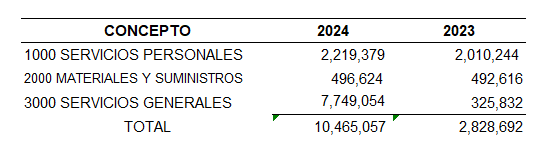 CONCEPTO 2024 2023
1000 SERVICIOS PERSONALES 2,219,379 2,010,244
2000 MATERIALES Y SUMINISTROS 496,624 492,616
3000 SERVICIOS GENERALES 7,749,054 325,832
TOTAL 10,465,057 2,828,692